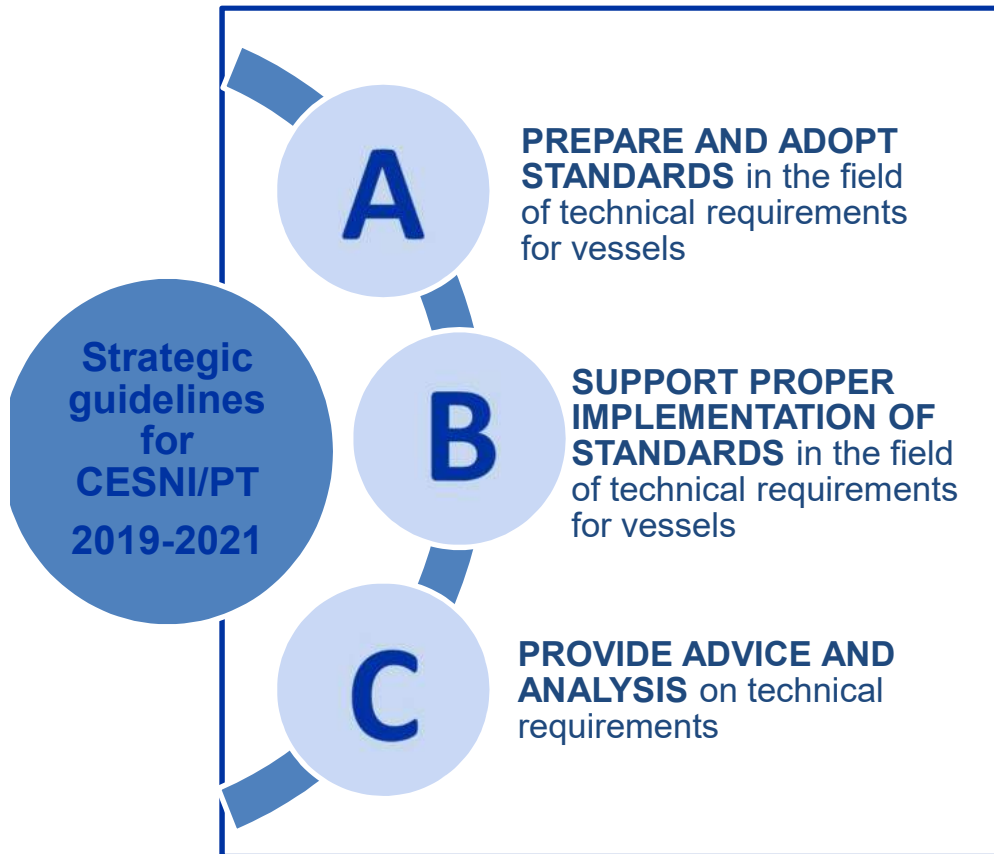 Strategic
guidelines
for
CESNI/PT
2019-2021
A
PREPARE AND ADOPT
STANDARDS in the field
of technical requirements
for vessels
B
SUPPORT PROPER
IMPLEMENTATION OF
STANDARDS in the field
of technical requirements
for vessels
C
PROVIDE ADVICE AND
ANALYSIS on technical
requirements